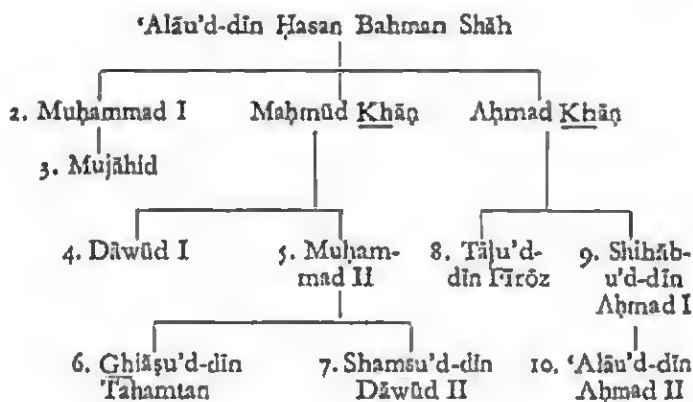 ‘Alāu’d-dīn Ḥasan Bahman Shāh
2. Muḥammad I Maḥmūd Khāṉ Aḥmad Khāṉ
3. Mujāhid
4. Dāwūd I 5. Muḥam- 8. Tāju’d- 9. Shihāb-
mad II dīn Fīrōz u’d-dīn
Aḥmad I
6. Ghiāṣu’d-dīn 7. Shamsu’d-dīn 10. ‘Alāu’d-dīn
Tahamtan Dāwūd II Aḥmad II